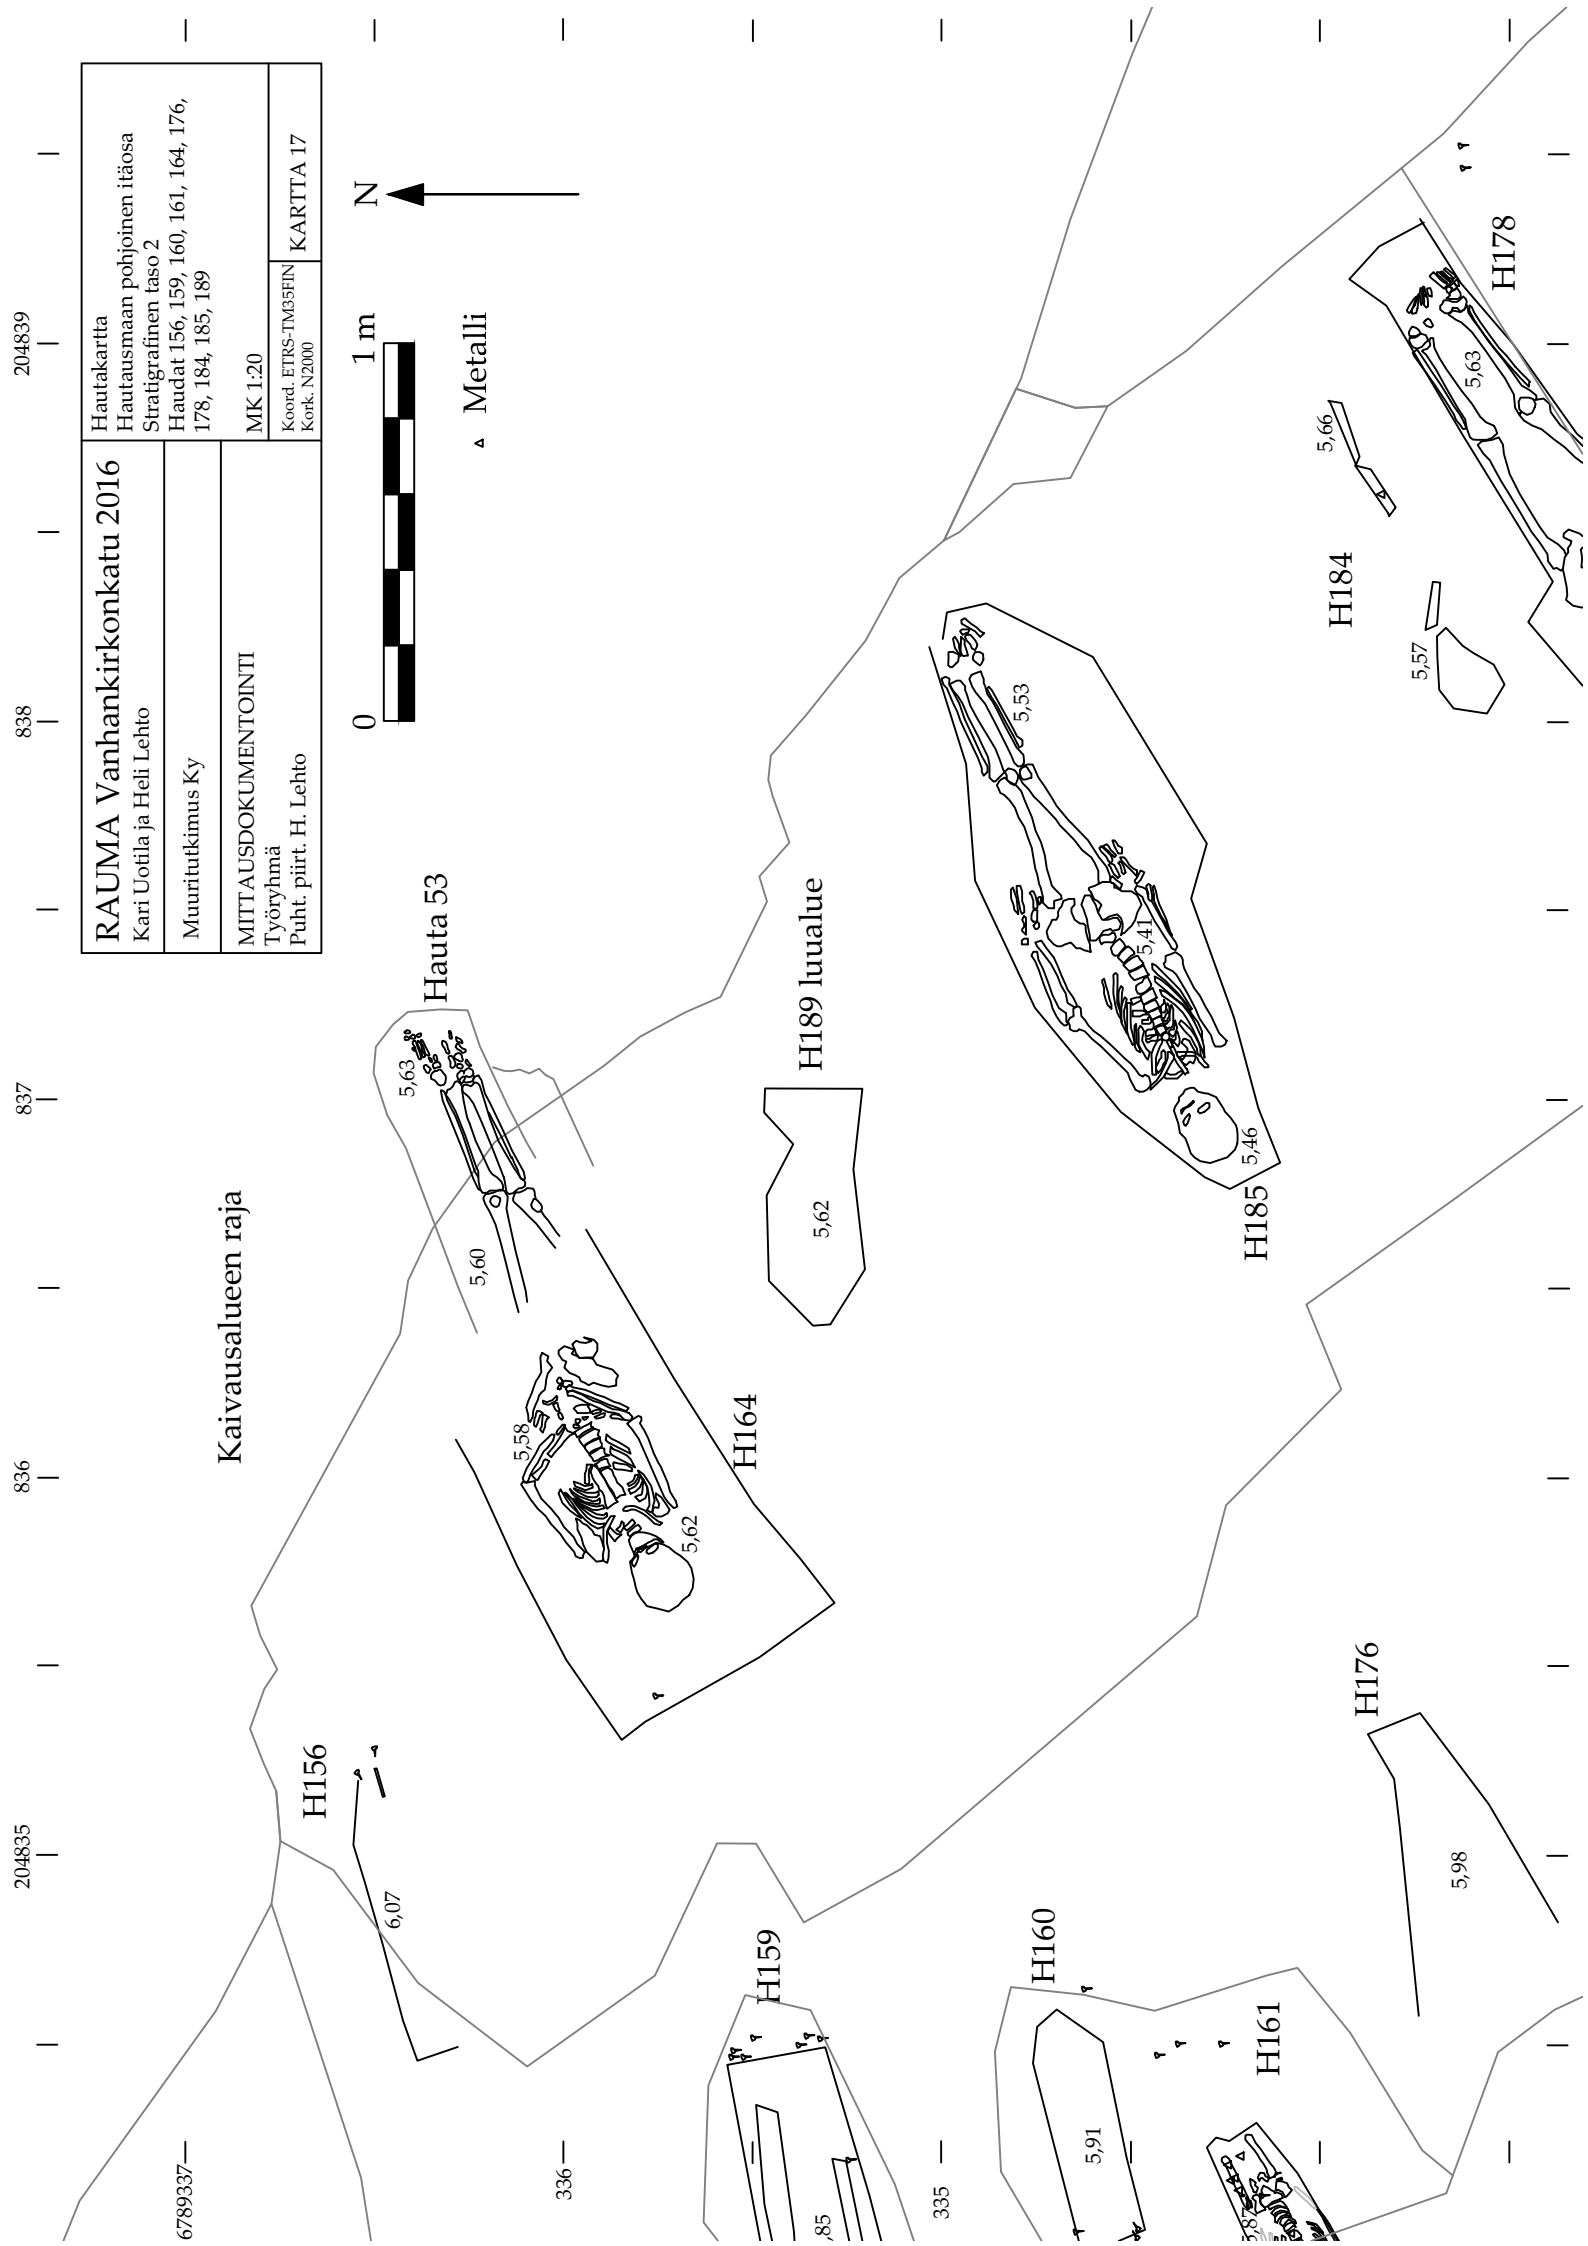 RAUMA Vanhankirkonkatu 2016
Kari Uotila ja Heli Lehto
Muuritutkimus Ky
MITTAUSDOKUMENTOINTI
Työryhmä
Puht. piirt. H. Lehto
Hautakartta
Hautausmaan pohjoinen itäosa
Stratigrafinen taso 2
Haudat 156, 159, 160, 161, 164, 176,
178, 184, 185, 189
MK 1:20
Koord. ETRS-TM35FIN
Kork. N2000
KARTTA 17
N
0
1 m
Metalli
204835
836
837
838
204839
6789337
336
335
Kaivausalueen raja
H156
6,07
Hauta 53
5,63
5,60
H164
5,58
5,62
H189 luualue
5,62
H185
5,53
5,41
5,46
H184
5,66
5,57
H178
5,63
H176
5,98
H159
,85
H160
5,91
H161
5,87